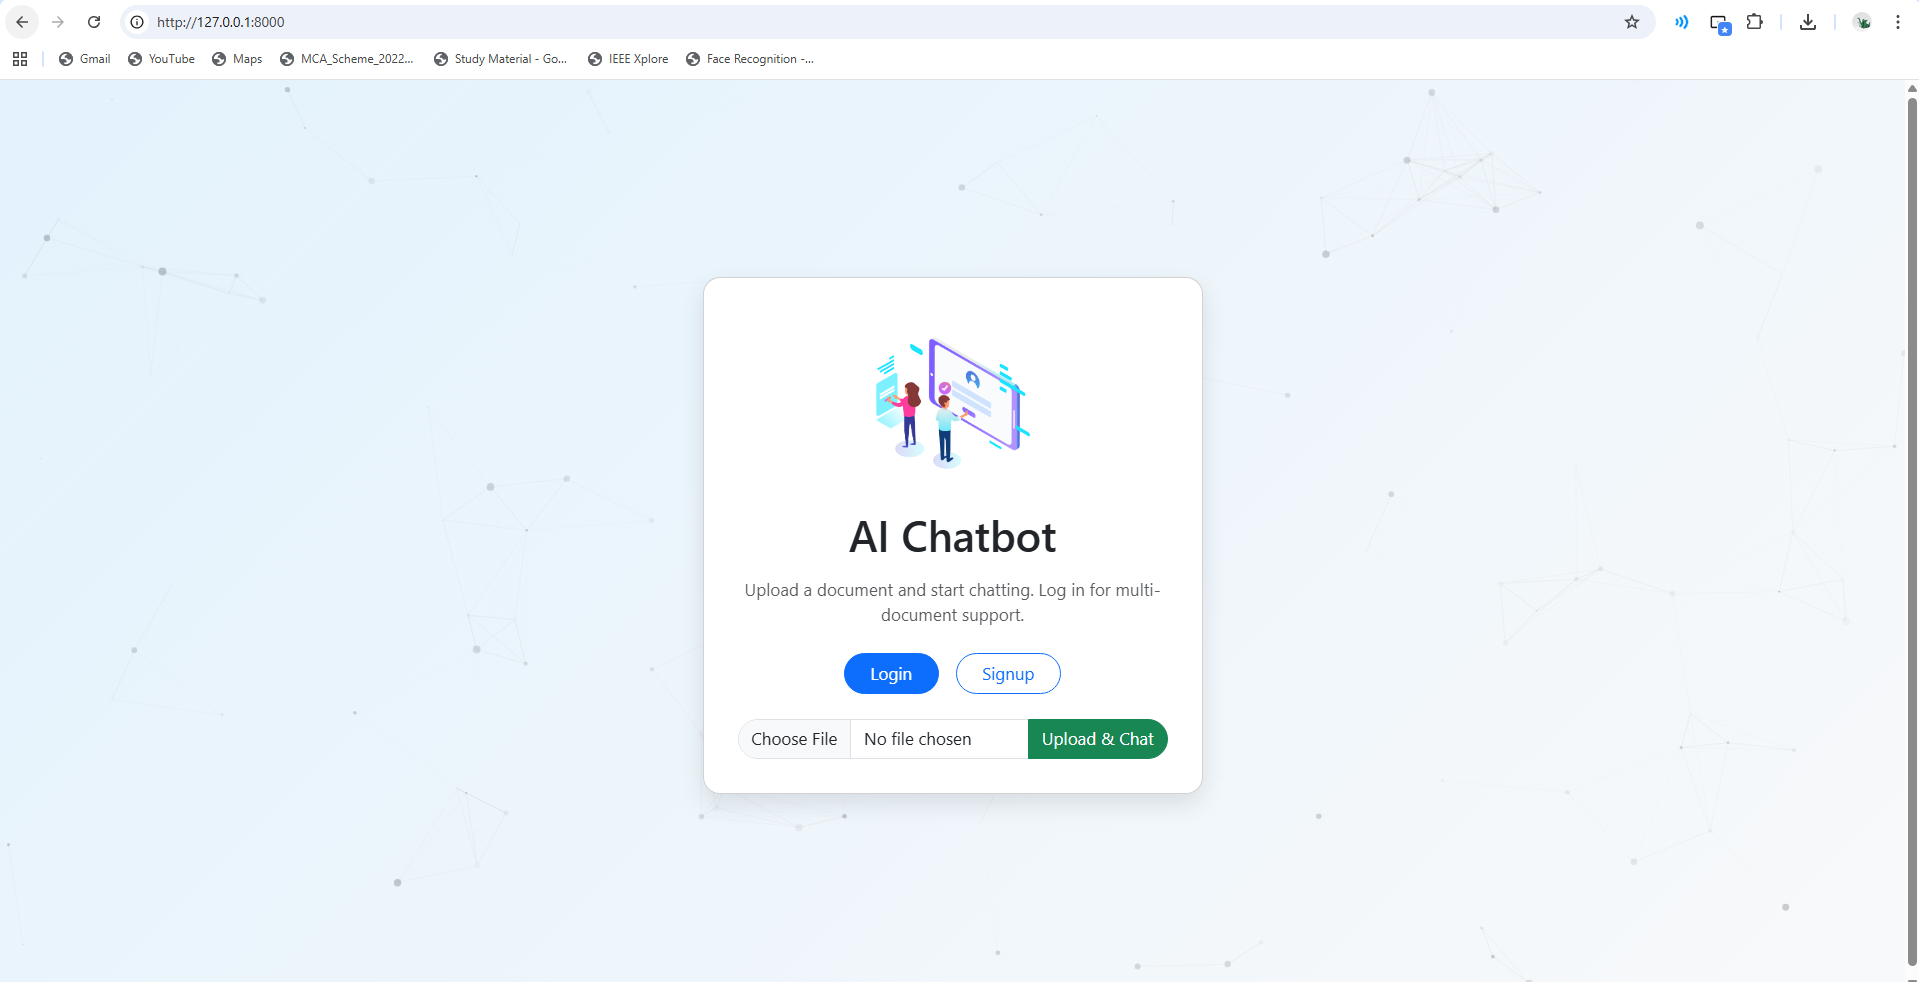 http://127.0.0.1:8000
Gmail YouTube Maps MCA_Scheme_2022... Study Material - Go... IEEE Xplore Face Recognition -...
AI Chatbot
Upload a document and start chatting. Log in for multi-
document support.
Login Signup
Choose File No file chosen Upload & Chat